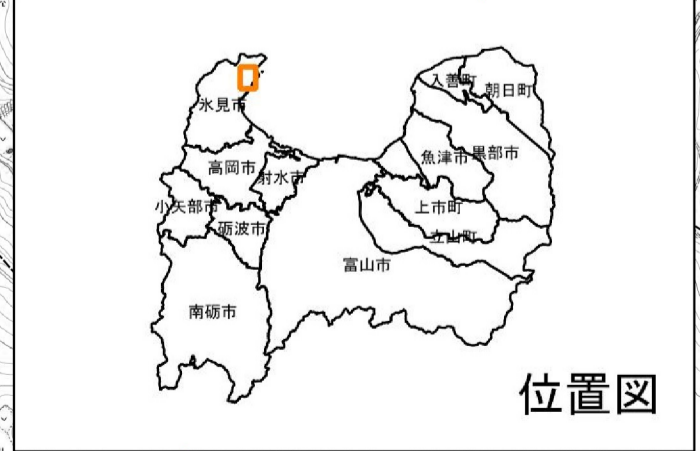 入善町
朝日町
氷見市
魚津市
黒部市
高岡市
射水市
小矢部市
上市町
砺波市
立山町
富山市
南砺市
位置図